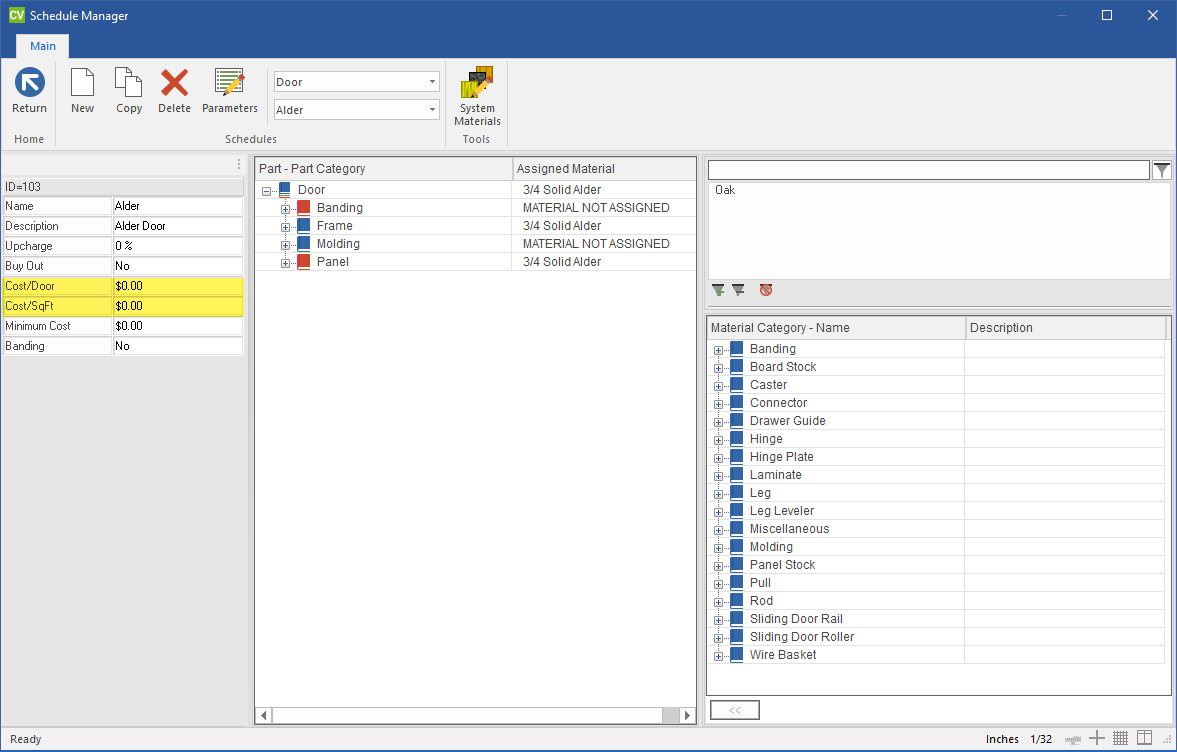 CV Schedule Manager
Main
Return
New
Copy
Delete
Parameters
Door
Alder
System
Materials
Home
Schedules
Tools
ID=103
Name Alder
Description Alder Door
Upcharge 0 %
Buy Out No
Cost/Door $0.00
Cost/SqFt $0.00
Minimum Cost $0.00
Banding No
Part - Part Category Assigned Material
Door 3/4 Solid Alder
Banding MATERIAL NOT ASSIGNED
Frame 3/4 Solid Alder
Molding MATERIAL NOT ASSIGNED
Panel 3/4 Solid Alder
Oak
Material Category - Name Description
Banding
Board Stock
Caster
Connector
Drawer Guide
Hinge
Hinge Plate
Laminate
Leg
Leg Leveler
Miscellaneous
Molding
Panel Stock
Pull
Rod
Sliding Door Rail
Sliding Door Roller
Wire Basket
<<
Ready
Inches 1/32